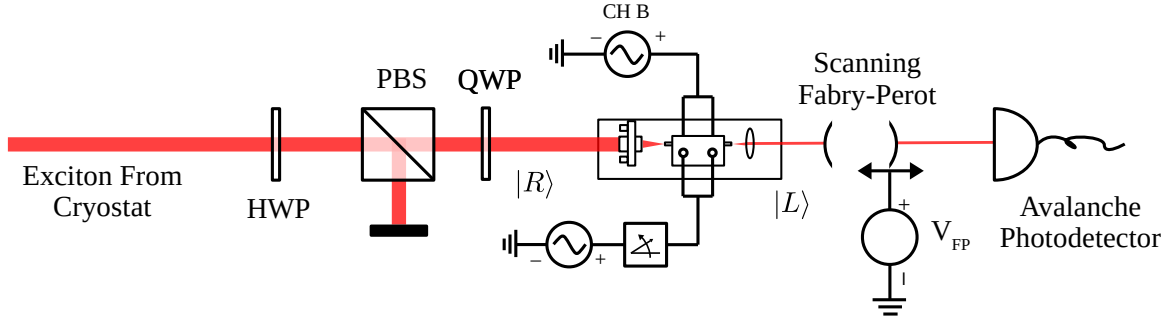 CH B
− +
Scanning
Fabry-Perot
PBS
QWP
Exciton From
Cryostat
HWP
|R⟩
|L⟩
− +
+
V_FP
−
Avalanche
Photodetector